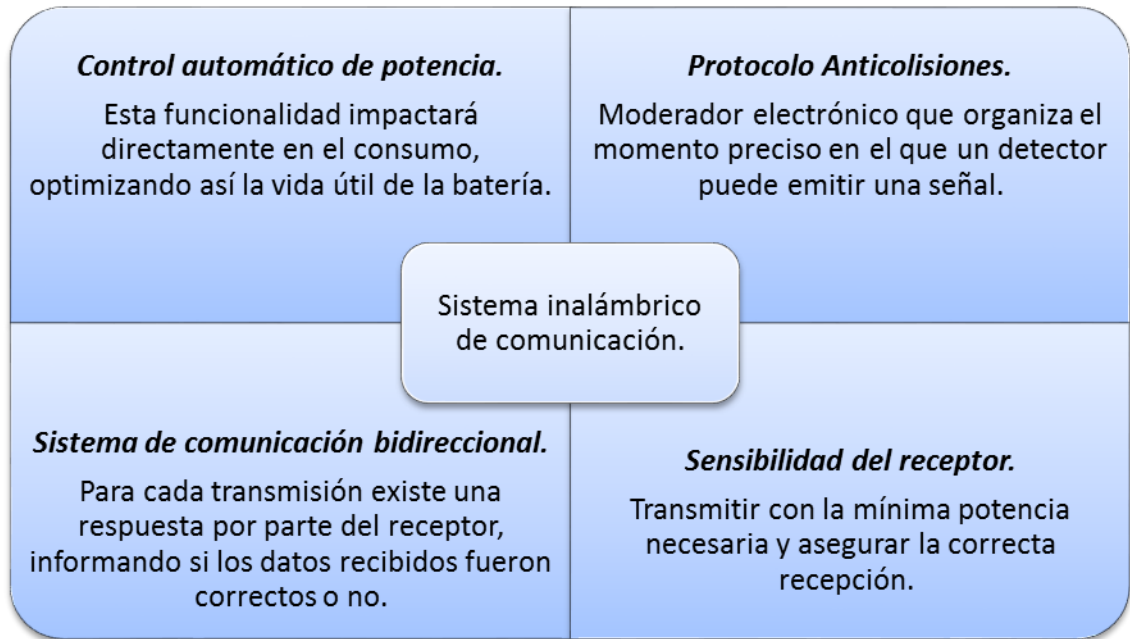 Control automático de potencia.
Esta funcionalidad impactará
directamente en el consumo,
optimizando así la vida útil de la batería.
Protocolo Anticolisiones.
Moderador electrónico que organiza el
momento preciso en el que un detector
puede emitir una señal.
Sistema inalámbrico
de comunicación.
Sistema de comunicación bidireccional.
Para cada transmisión existe una
respuesta por parte del receptor,
informando si los datos recibidos fueron
correctos o no.
Sensibilidad del receptor.
Transmitir con la mínima potencia
necesaria y asegurar la correcta
recepción.